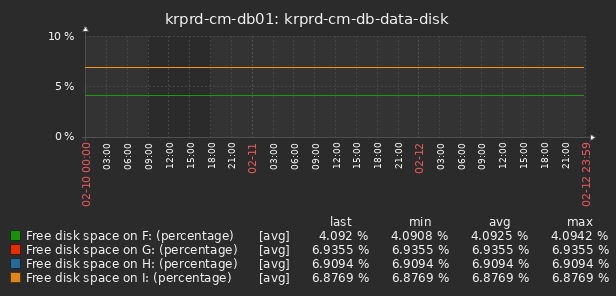 krprd-cm-db01: krprd-cm-db-data-disk
10 %
5 %
0 %
02-10 00:00 03:00 06:00 09:00 12:00 15:00 18:00 21:00 02-11 03:00 06:00 09:00 12:00 15:00 18:00 21:00 02-12 03:00 06:00 09:00 12:00 15:00 18:00 21:00 02-12 23:59
last min avg max
Free disk space on F: (percentage) [avg] 4.092 % 4.0908 % 4.0925 % 4.0942 %
Free disk space on G: (percentage) [avg] 6.9355 % 6.9355 % 6.9355 % 6.9355 %
Free disk space on H: (percentage) [avg] 6.9094 % 6.9094 % 6.9094 % 6.9094 %
Free disk space on I: (percentage) [avg] 6.8769 % 6.8769 % 6.8769 % 6.8769 %